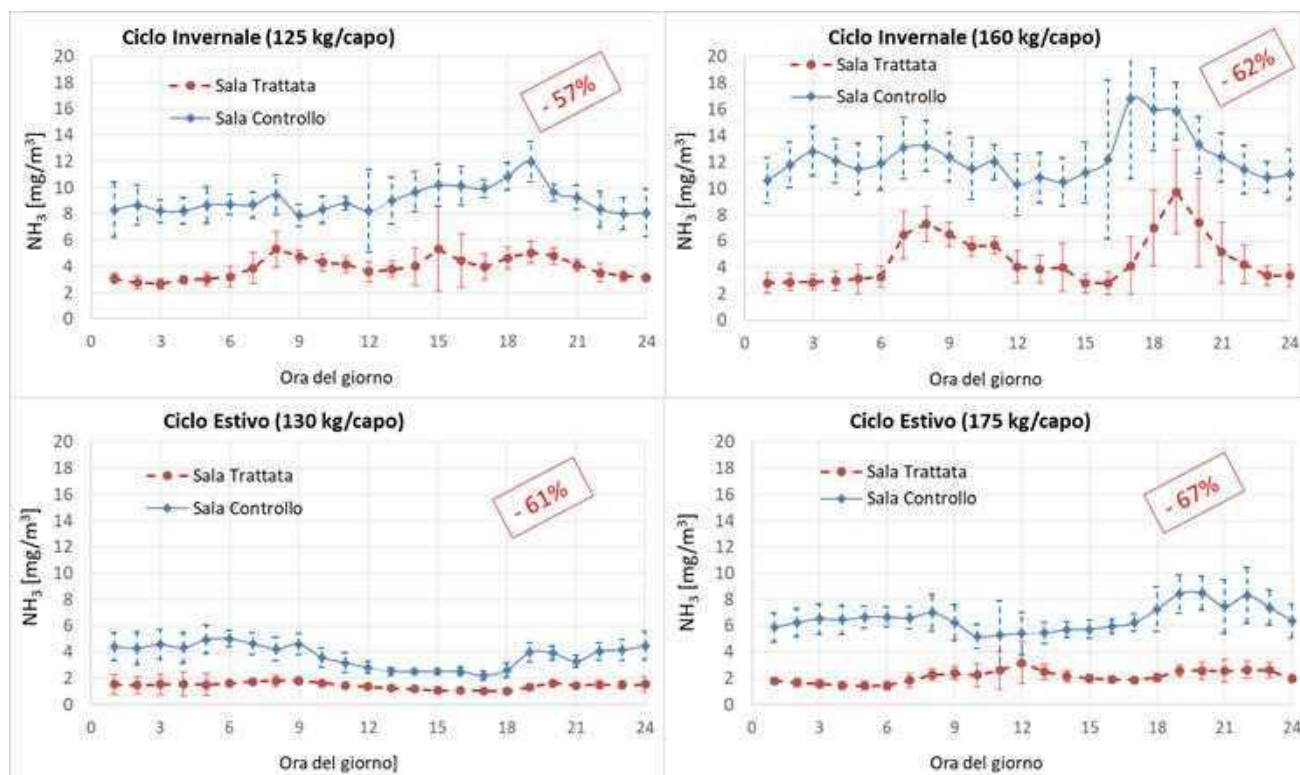 Ciclo Invernale (125 kg/capo)
NH3 [mg/m³]
20
18
16
14
12
10
8
6
4
2
0
Sala Trattata
Sala Controllo
- 57%
0 3 6 9 12 15 18 21 24
Ora del giorno
Ciclo Invernale (160 kg/capo)
NH3 [mg/m³]
20
18
16
14
12
10
8
6
4
2
0
Sala Trattata
Sala Controllo
- 62%
0 3 6 9 12 15 18 21 24
Ora del giorno
Ciclo Estivo (130 kg/capo)
NH3 [mg/m³]
20
18
16
14
12
10
8
6
4
2
0
Sala Trattata
Sala Controllo
- 61%
0 3 6 9 12 15 18 21 24
Ora del giorno]
Ciclo Estivo (175 kg/capo)
NH3 [mg/m³]
20
18
16
14
12
10
8
6
4
2
0
Sala Trattata
Sala Controllo
- 67%
0 3 6 9 12 15 18 21 24
Ora del giorno